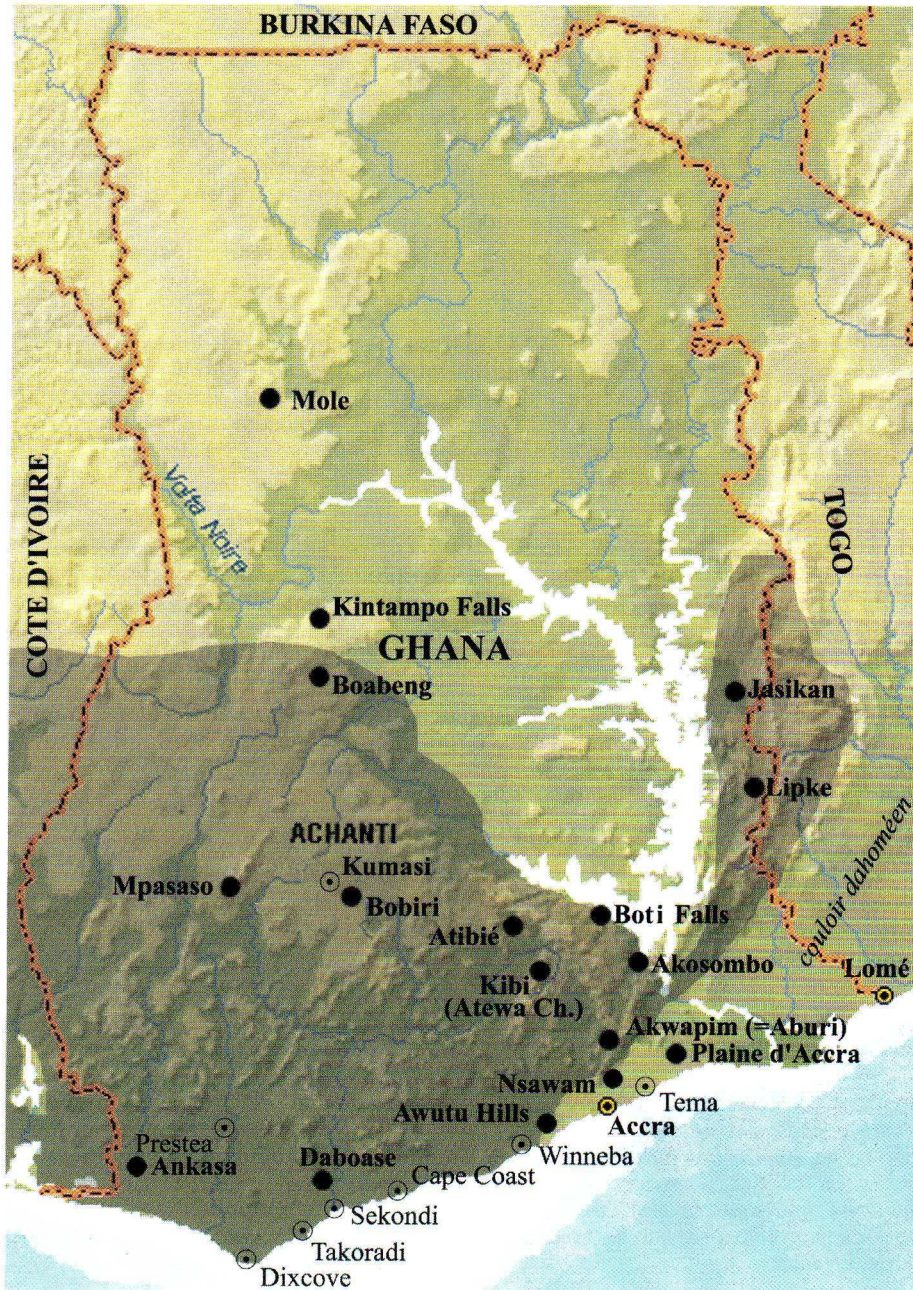 BURKINA FASO
Mole
COTE D'IVOIRE
Volta Noire
TOGO
Kintampo Falls
GHANA
Boabeng
Jasikan
Lipke
ACHANTI
Kumasi
Mpasaso
Bobiri
Boti Falls
Atibié
couloir dahoméen
Akosombo
Lomé
Kibi
(Atewa Ch.)
Akwapim (=Aburi)
Plaine d'Accra
Nsawam
Tema
Awutu Hills
Accra
Prestea
Winneba
Ankasa
Daboase
Cape Coast
Sekondi
Takoradi
Dixcove